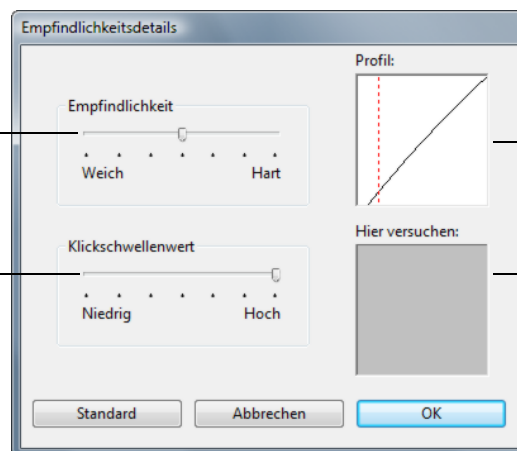 Empfindlichkeitsdetails
Profil:
Empfindlichkeit
Weich Hart
Hier versuchen:
Klickschwellenwert
Niedrig Hoch
Standard Abbrechen OK